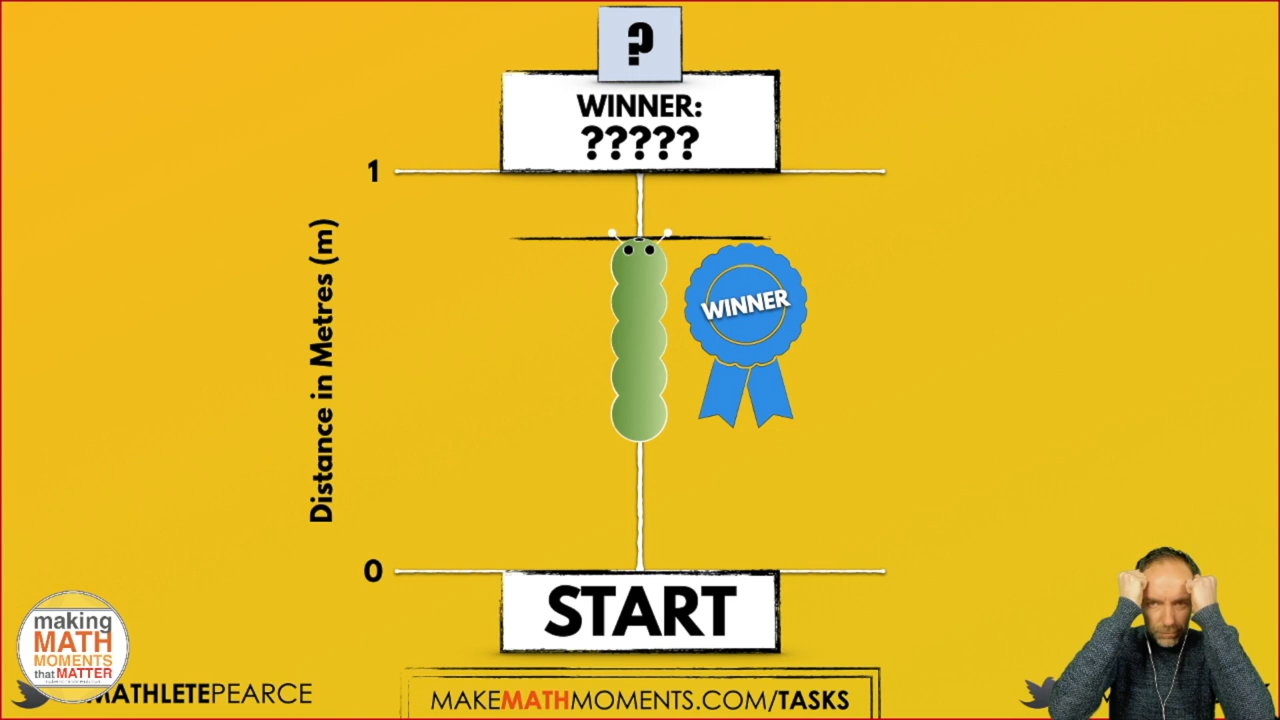 ?
WINNER:
?????
1
Distance in Metres (m)
WINNER
0
START
making
MATH
MOMENTS
that MATTER
MATHLETEPEARCE
MAKEMATHMOMENTS.COM/TASKS